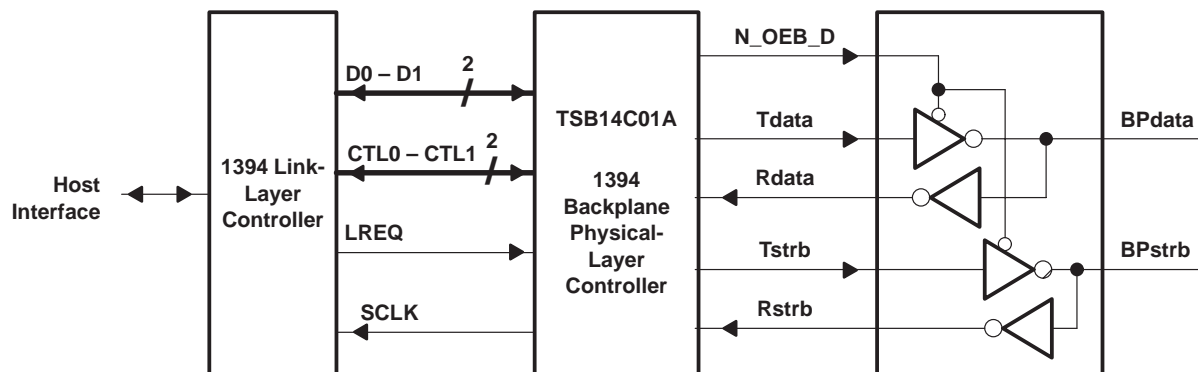 Host
Interface
1394 Link-
Layer
Controller
D0 – D1
2
CTL0 – CTL1
2
LREQ
SCLK
TSB14C01A
1394
Backplane
Physical-
Layer
Controller
N_OEB_D
Tdata
Rdata
Tstrb
Rstrb
BPdata
BPstrb